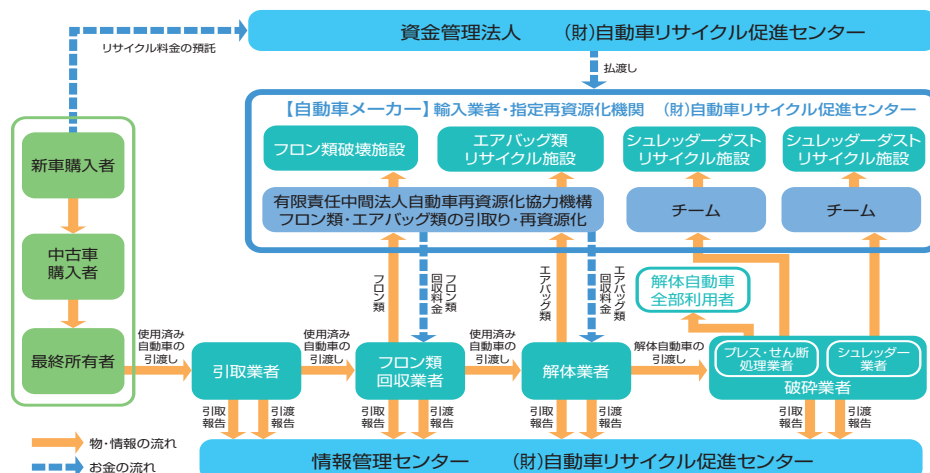 資金管理法人 (財)自動車リサイクル促進センター
リサイクル料金の預託
払渡し
【自動車メーカー】輸入業者・指定再資源化機関 (財)自動車リサイクル促進センター
フロン類破壊施設
エアバッグ類
リサイクル施設
シュレッダーダスト
リサイクル施設
シュレッダーダスト
リサイクル施設
有限責任中間法人自動車再資源化協力機構
フロン類・エアバッグ類の引取り・再資源化
チーム
チーム
新車購入者
中古車
購入者
最終所有者
フロン類
フロン類
回収料金
エアバッグ類
エアバッグ類
回収料金
解体自動車
全部利用者
使用済み
自動車の
引渡し
引取業者
使用済み
自動車の
引渡し
フロン類
回収業者
使用済み
自動車の
引渡し
解体業者
解体自動車の
引渡し
プレス・せん断
処理業者
シュレッダー
業者
破砕業者
引取
報告
引渡
報告
引取
報告
引渡
報告
引取
報告
引渡
報告
引取
報告
引渡
報告
物・情報の流れ
お金の流れ
情報管理センター (財)自動車リサイクル促進センター